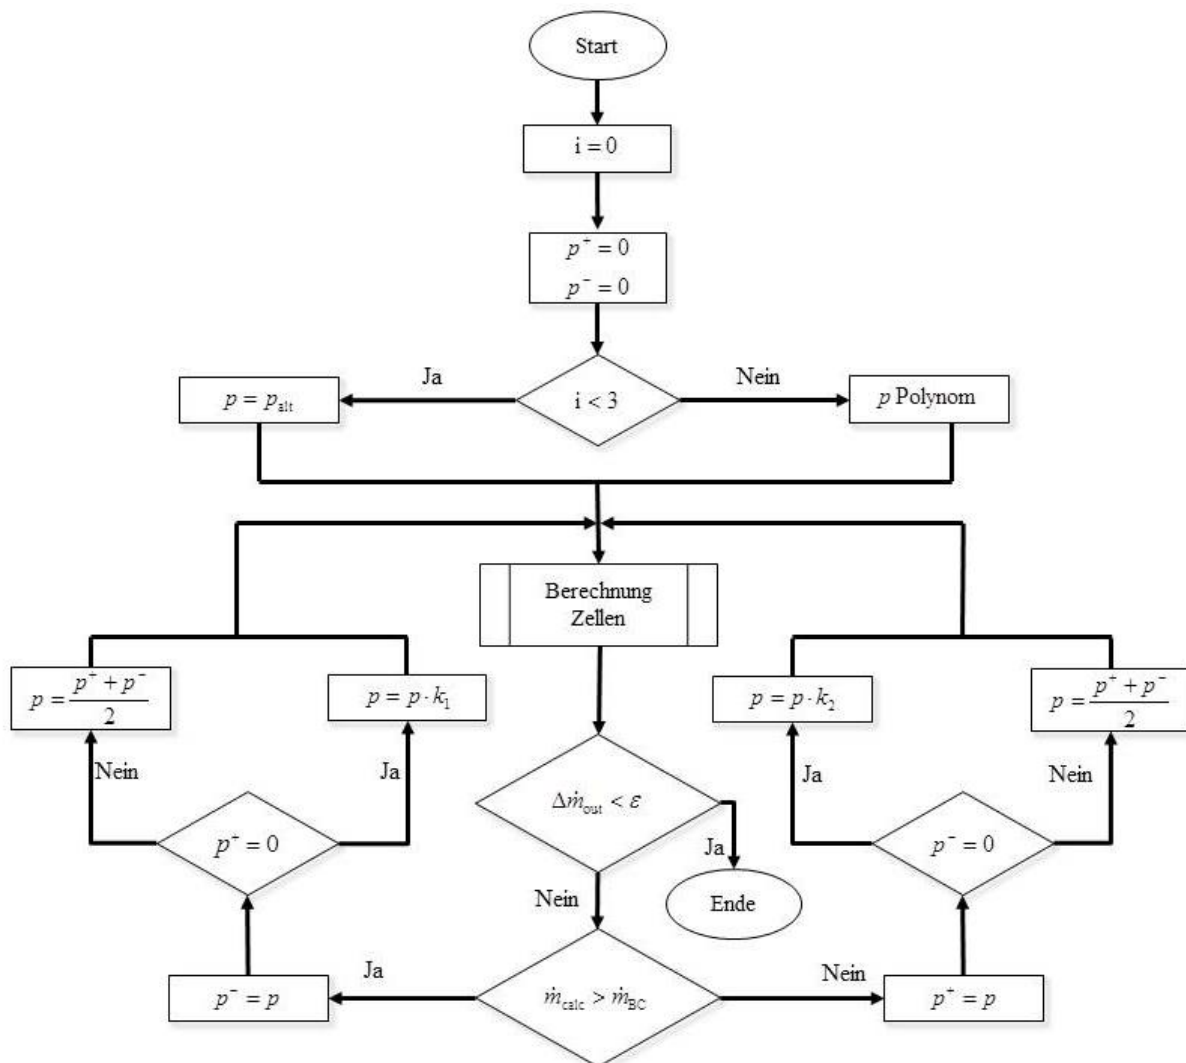 Start
i = 0
p⁺ = 0
p⁻ = 0
Ja
Nein
p = p_alt
i < 3
p Polynom
Berechnung
Zellen
p = (p⁺ + p⁻)/2
p = p · k₁
p = p · k₂
p = (p⁺ + p⁻)/2
Nein
Ja
Δṁ_out < ε
Ja
Nein
p⁺ = 0
Ja
p⁻ = 0
Nein
Ende
Ja
Nein
p⁻ = p
ṁ_calc > ṁ_BC
p⁺ = p